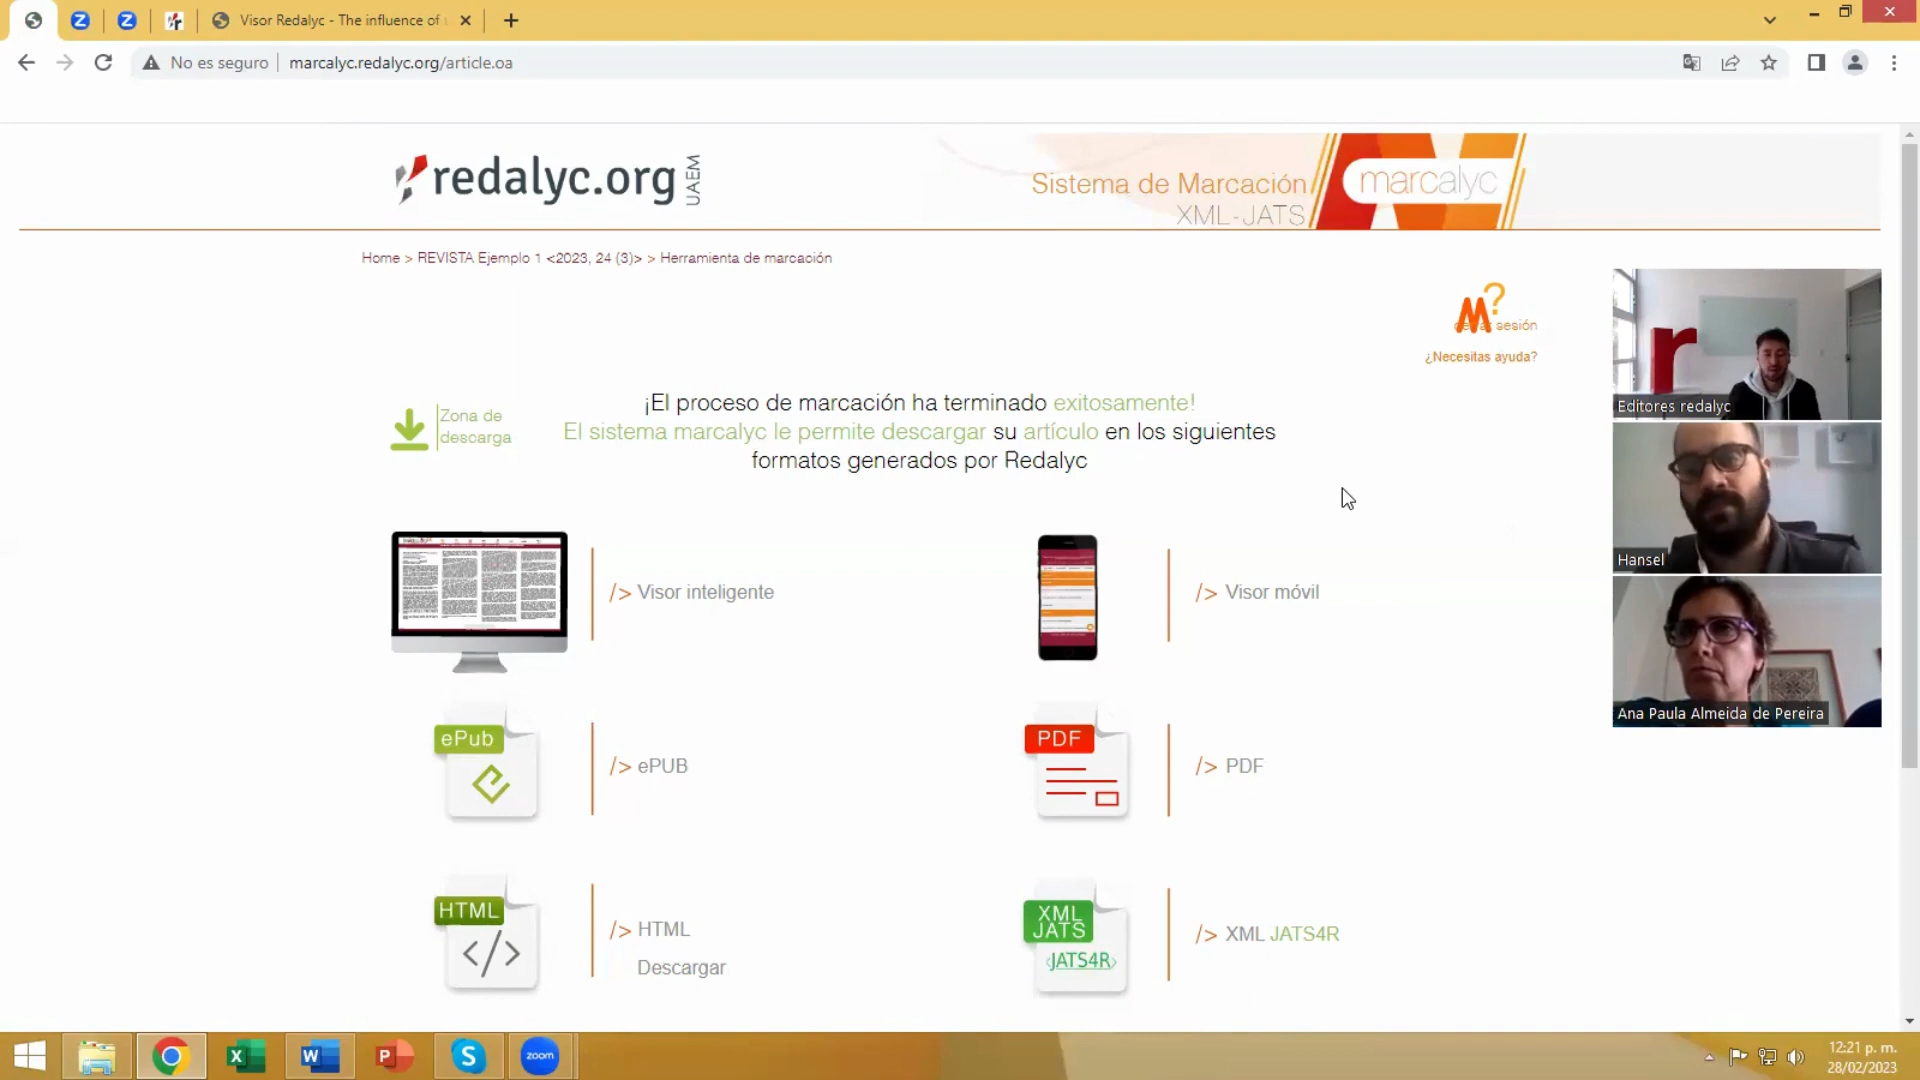 Visor Redalyc - The influence of
No es seguro
marcalyc.redalyc.org/article.oa
redalyc.org
UAEM
Sistema de Marcación
XML-JATS
marcalyc
Home > REVISTA Ejemplo 1 <2023, 24 (3)> > Herramienta de marcación
M?
sesión
¿Necesitas ayuda?
Editores redalyc
Hansel
Ana Paula Almeida de Pereira
Zona de
descarga
¡El proceso de marcación ha terminado exitosamente!
El sistema marcalyc le permite descargar su artículo en los siguientes
formatos generados por Redalyc
/> Visor inteligente
/> Visor móvil
ePub
/> ePUB
PDF
/> PDF
HTML
</>
/> HTML
Descargar
XML
JATS
JATS4R
/> XML JATS4R
zoom
12:21 p. m.
28/02/2023